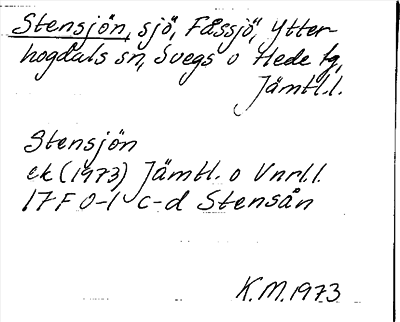 Stensjön, sjö, Fåssjö, Ytter-
hogdals sn, Svegs o Hede tg,
Jämtl.l.
Stensjön
ek (1973) Jämtl. o Vnrl.l.
17F 0-1 c-d Stensån
K.M. 1973